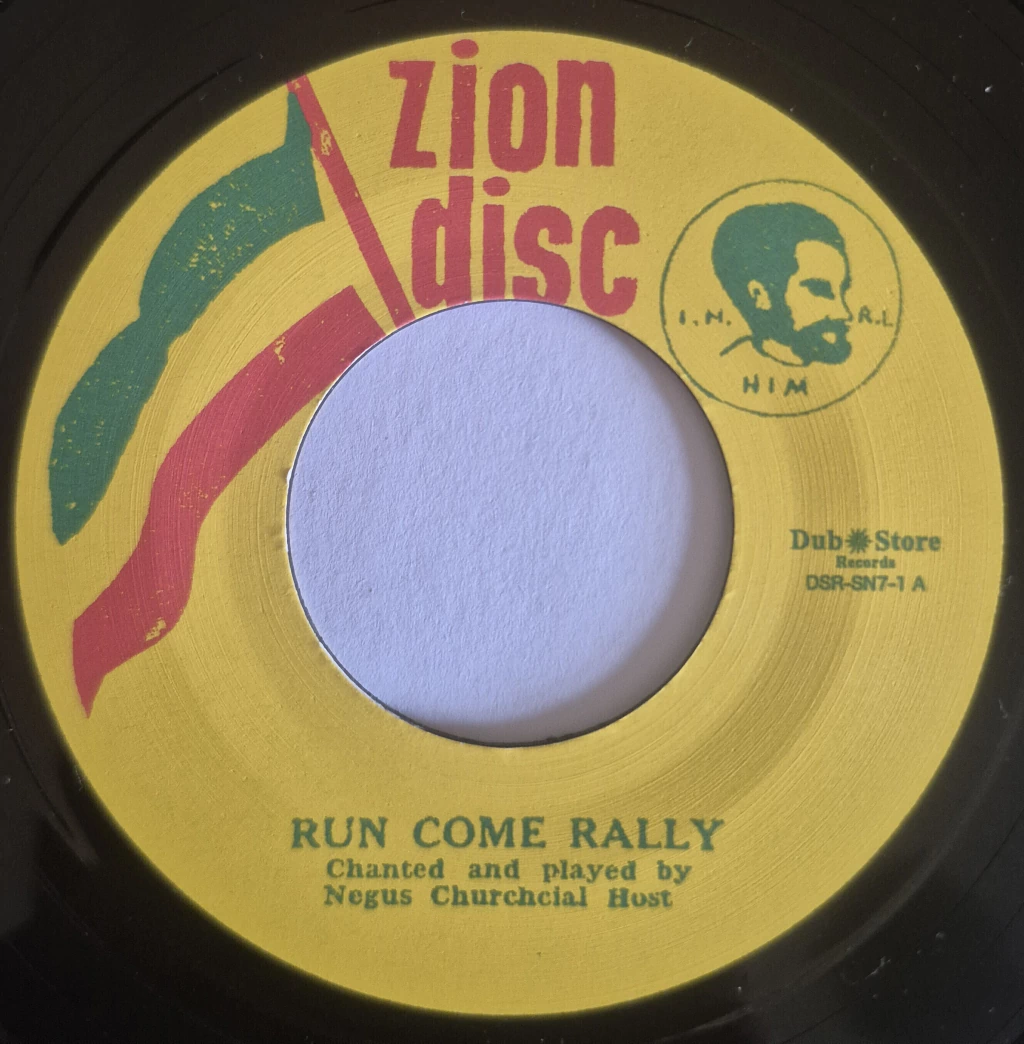 zion
disc
I.N. R.I.
HIM
Dub Store
Records
DSR-SN7-1 A
RUN COME RALLY
Chanted and played by
Negus Churchcial Host